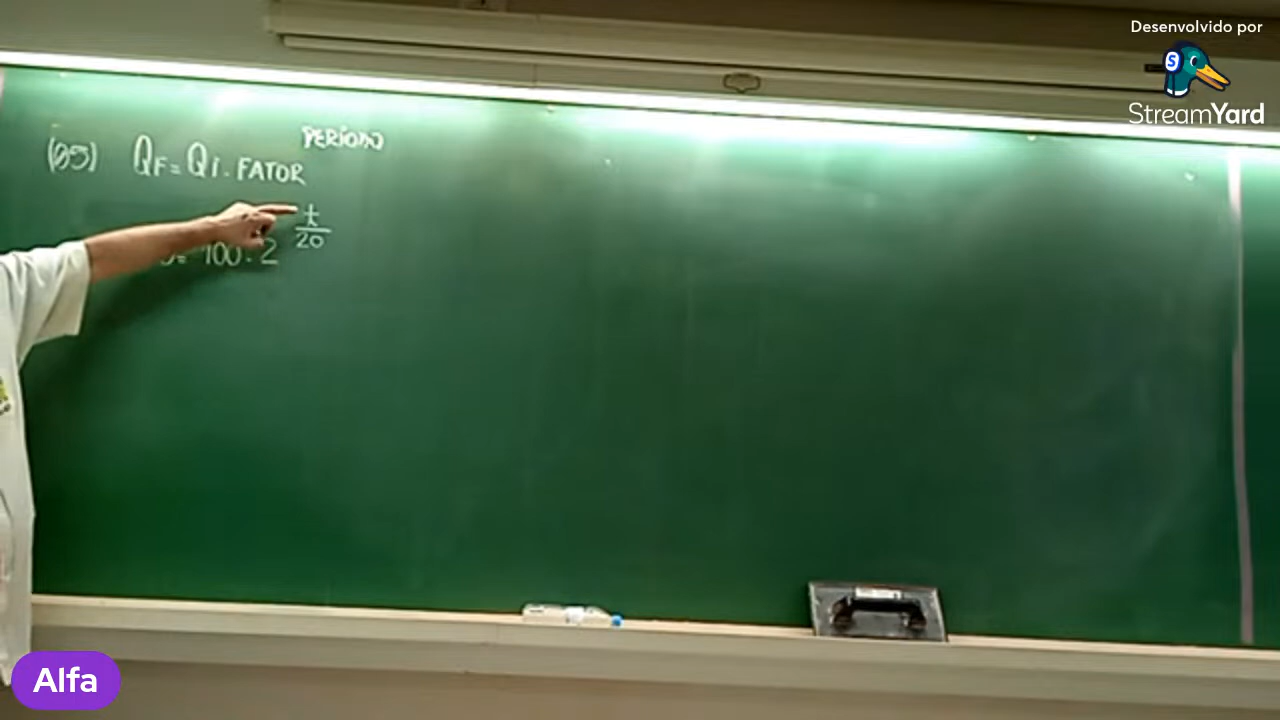 Desenvolvido por
StreamYard
PERÍODO
(05) QF = Qi . FATOR
t
20
= 100 . 2
Alfa